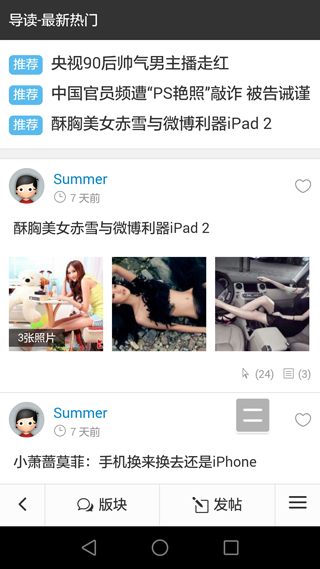 导读-最新热门
推荐 央视90后帅气男主播走红
推荐 中国官员频遭“PS艳照”敲诈 被告诫谨
推荐 酥胸美女赤雪与微博利器iPad 2
Summer
7 天前
酥胸美女赤雪与微博利器iPad 2
3张照片
(24) (3)
Summer
7 天前
小萧蔷莫菲：手机换来换去还是iPhone
版块 发帖